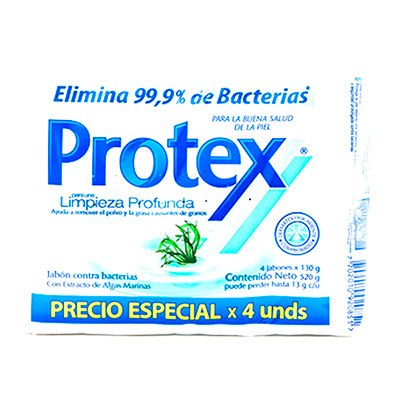 Elimina 99,9% de Bacterias
PARA LA BUENA SALUD
DE LA PIEL
Protex®
para una
Limpieza Profunda
Ayuda a remover el polvo y la grasa causantes de granos
4 jabones x 130 g
Jabón contra bacterias
Contenido Neto 520 g
Con Extracto de Algas Marinas
puede perder hasta 13 g c/u
PRECIO ESPECIAL x 4 unds